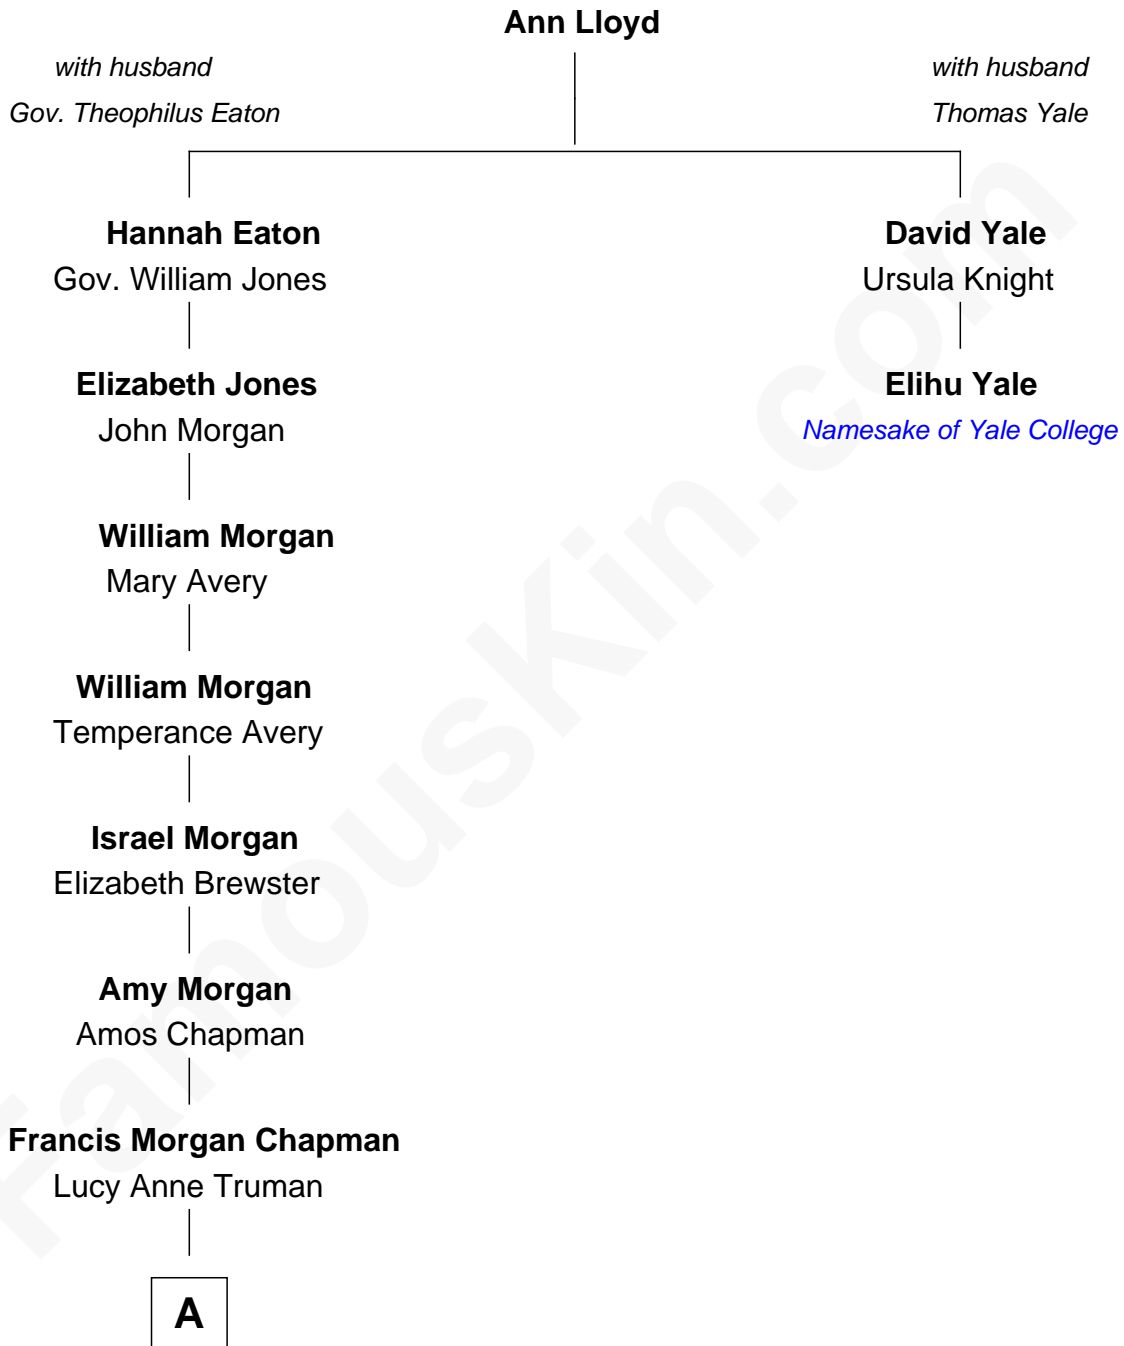 Ann Lloyd
with husband
Gov. Theophilus Eaton
with husband
Thomas Yale
Hannah Eaton
Gov. William Jones
David Yale
Ursula Knight
Elizabeth Jones
John Morgan
Elihu Yale
Namesake of Yale College
William Morgan
Mary Avery
William Morgan
Temperance Avery
Israel Morgan
Elizabeth Brewster
Amy Morgan
Amos Chapman
Francis Morgan Chapman
Lucy Anne Truman
A
FamousKin.com